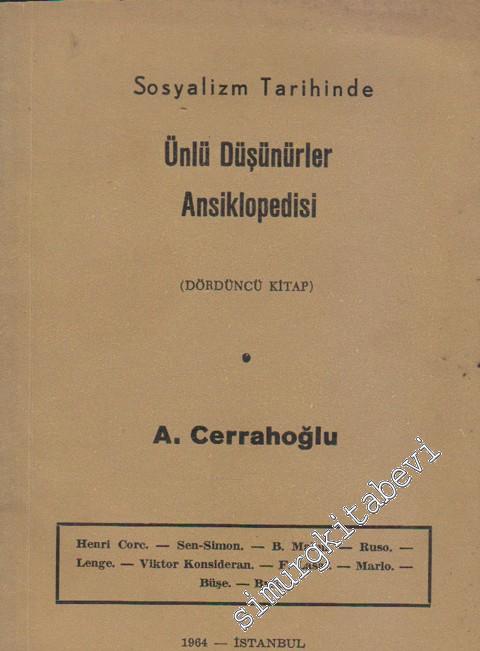 Sosyalizm Tarihinde
Ünlü Düşünürler
Ansiklopedisi
(DÖRDÜNCÜ KİTAP)
A. Cerrahoğlu
Henri Corc. — Sen-Simon. — B. — Ruso. —
Lenge. — Viktor Konsideran. — — Marlo. —
Büşe. —
1964 — İSTANBUL
simurgkitabevi